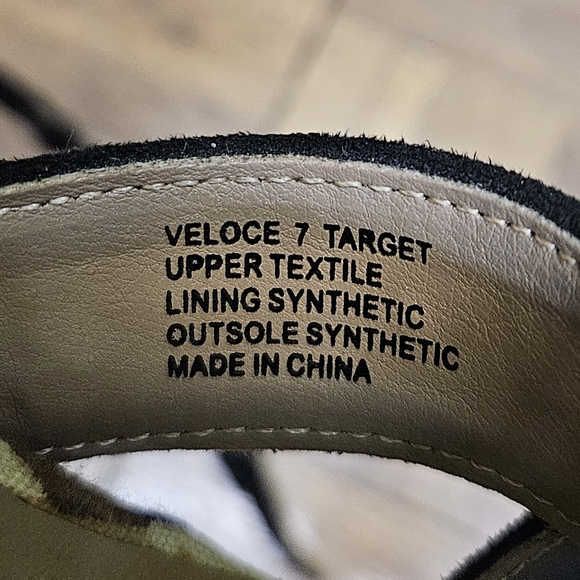 VELOCE 7 TARGET
UPPER TEXTILE
LINING SYNTHETIC
OUTSOLE SYNTHETIC
MADE IN CHINA